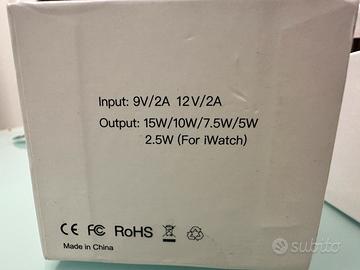 Input: 9V/2A 12V/2A
Output: 15W/10W/7.5W/5W
2.5W (For iWatch)
CE FC RoHS
Made in China
subito